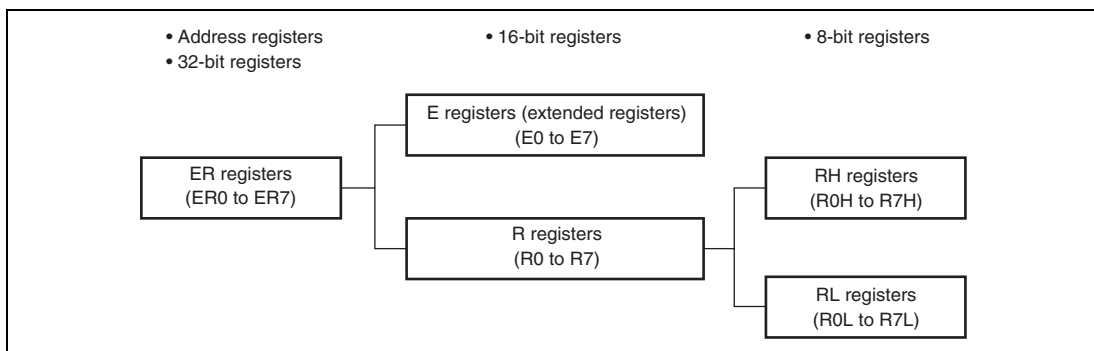 • Address registers
• 32-bit registers
• 16-bit registers
• 8-bit registers
E registers (extended registers)
(E0 to E7)
ER registers
(ER0 to ER7)
RH registers
(R0H to R7H)
R registers
(R0 to R7)
RL registers
(R0L to R7L)